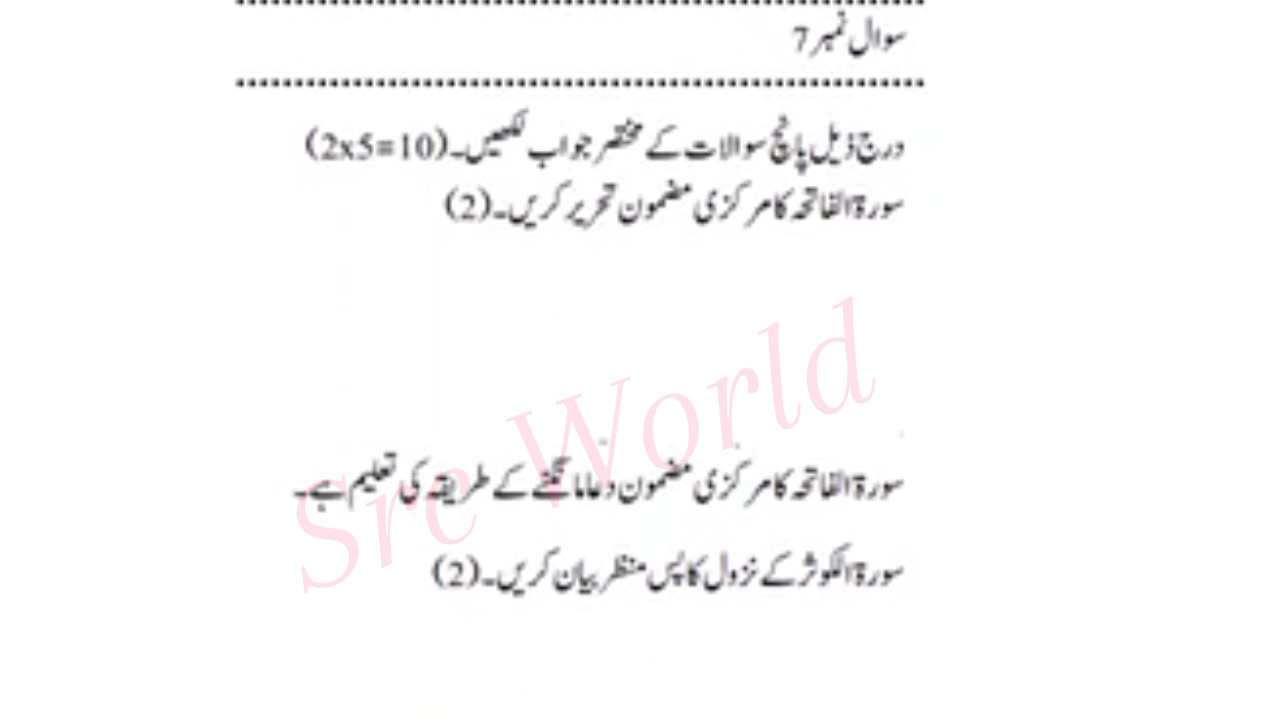 سوال نمبر 7
درج ذیل پانچ سوالات کے مختصر جواب لکھیں۔ (2x5=10)
سورۃ الفاتحہ کا مرکزی مضمون تحریر کریں۔ (2)
سورۃ الفاتحہ کا مرکزی مضمون دعا مانگنے کے طریقے کی تعلیم ہے۔
سورۃ الکوثر کے نزول کا پس منظر بیان کریں۔ (2)
Sre World